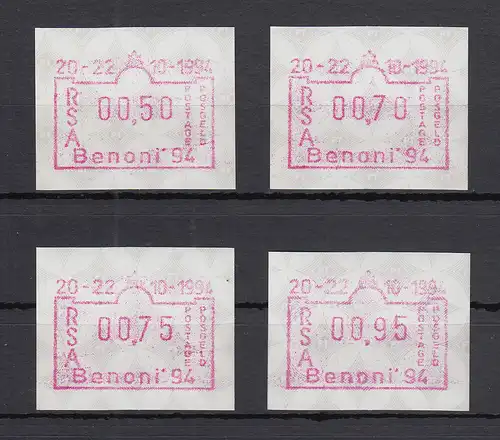 20-22 10-1994
RSA 00,50 POSTAGE POSGELD
Benoni '94
20-22 10-1994
RSA 00,70 POSTAGE POSGELD
Benoni '94
20-22 10-1994
RSA 00,75 POSTAGE POSGELD
Benoni '94
20-22 10-1994
RSA 00,95 POSTAGE POSGELD
Benoni '94